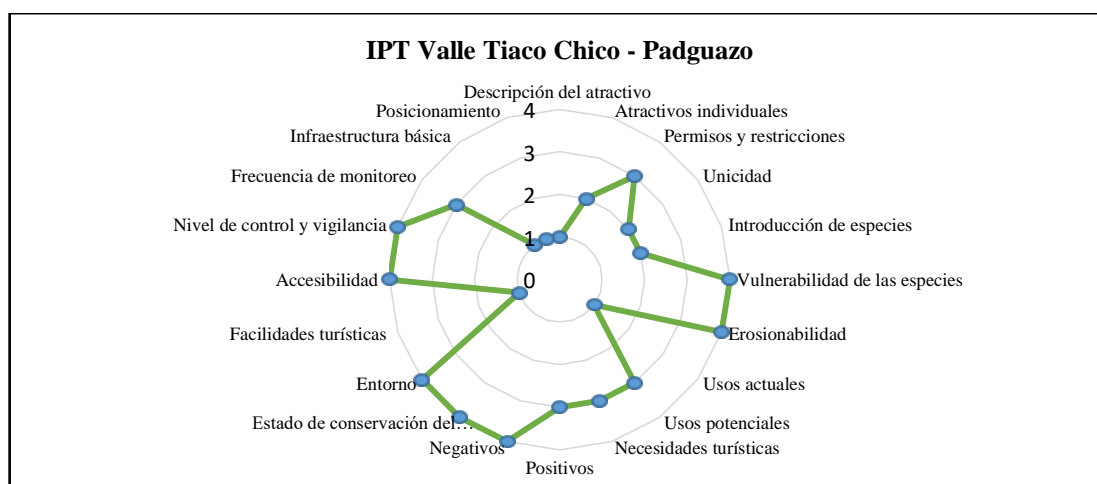 IPT Valle Tiaco Chico - Padguazo
Descripción del atractivo
Posicionamiento
Atractivos individuales
Infraestructura básica
Permisos y restricciones
Frecuencia de monitoreo
Unicidad
Nivel de control y vigilancia
Introducción de especies
Accesibilidad
Vulnerabilidad de las especies
Facilidades turísticas
Erosionabilidad
Entorno
Usos actuales
Estado de conservación del…
Usos potenciales
Negativos
Necesidades turísticas
Positivos
4
3
2
1
0